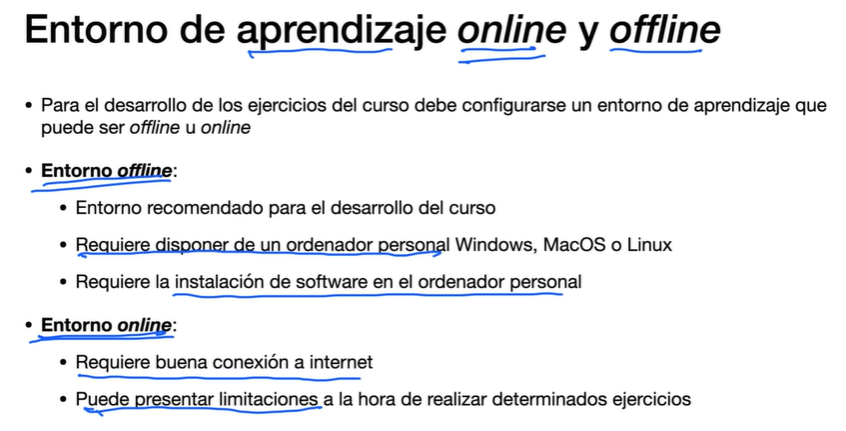 Entorno de aprendizaje online y offline
• Para el desarrollo de los ejercicios del curso debe configurarse un entorno de aprendizaje que
puede ser offline u online
• Entorno offline:
• Entorno recomendado para el desarrollo del curso
• Requiere disponer de un ordenador personal Windows, MacOS o Linux
• Requiere la instalación de software en el ordenador personal
• Entorno online:
• Requiere buena conexión a internet
• Puede presentar limitaciones a la hora de realizar determinados ejercicios